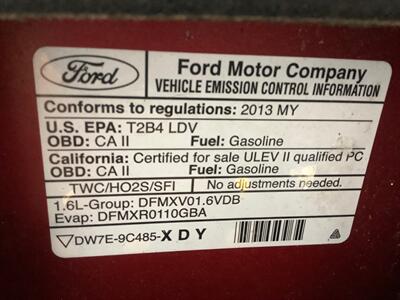 Ford
Ford Motor Company
VEHICLE EMISSION CONTROL INFORMATION
Conforms to regulations: 2013 MY
U.S. EPA: T2B4 LDV
OBD: CA II Fuel: Gasoline
California: Certified for sale ULEV II qualified PC
OBD: CA II Fuel: Gasoline
TWC/HO2S/SFI No adjustments needed.
1.6L-Group: DFMXV01.6VDB
Evap: DFMXR0110GBA
DW7E-9C485-XDY